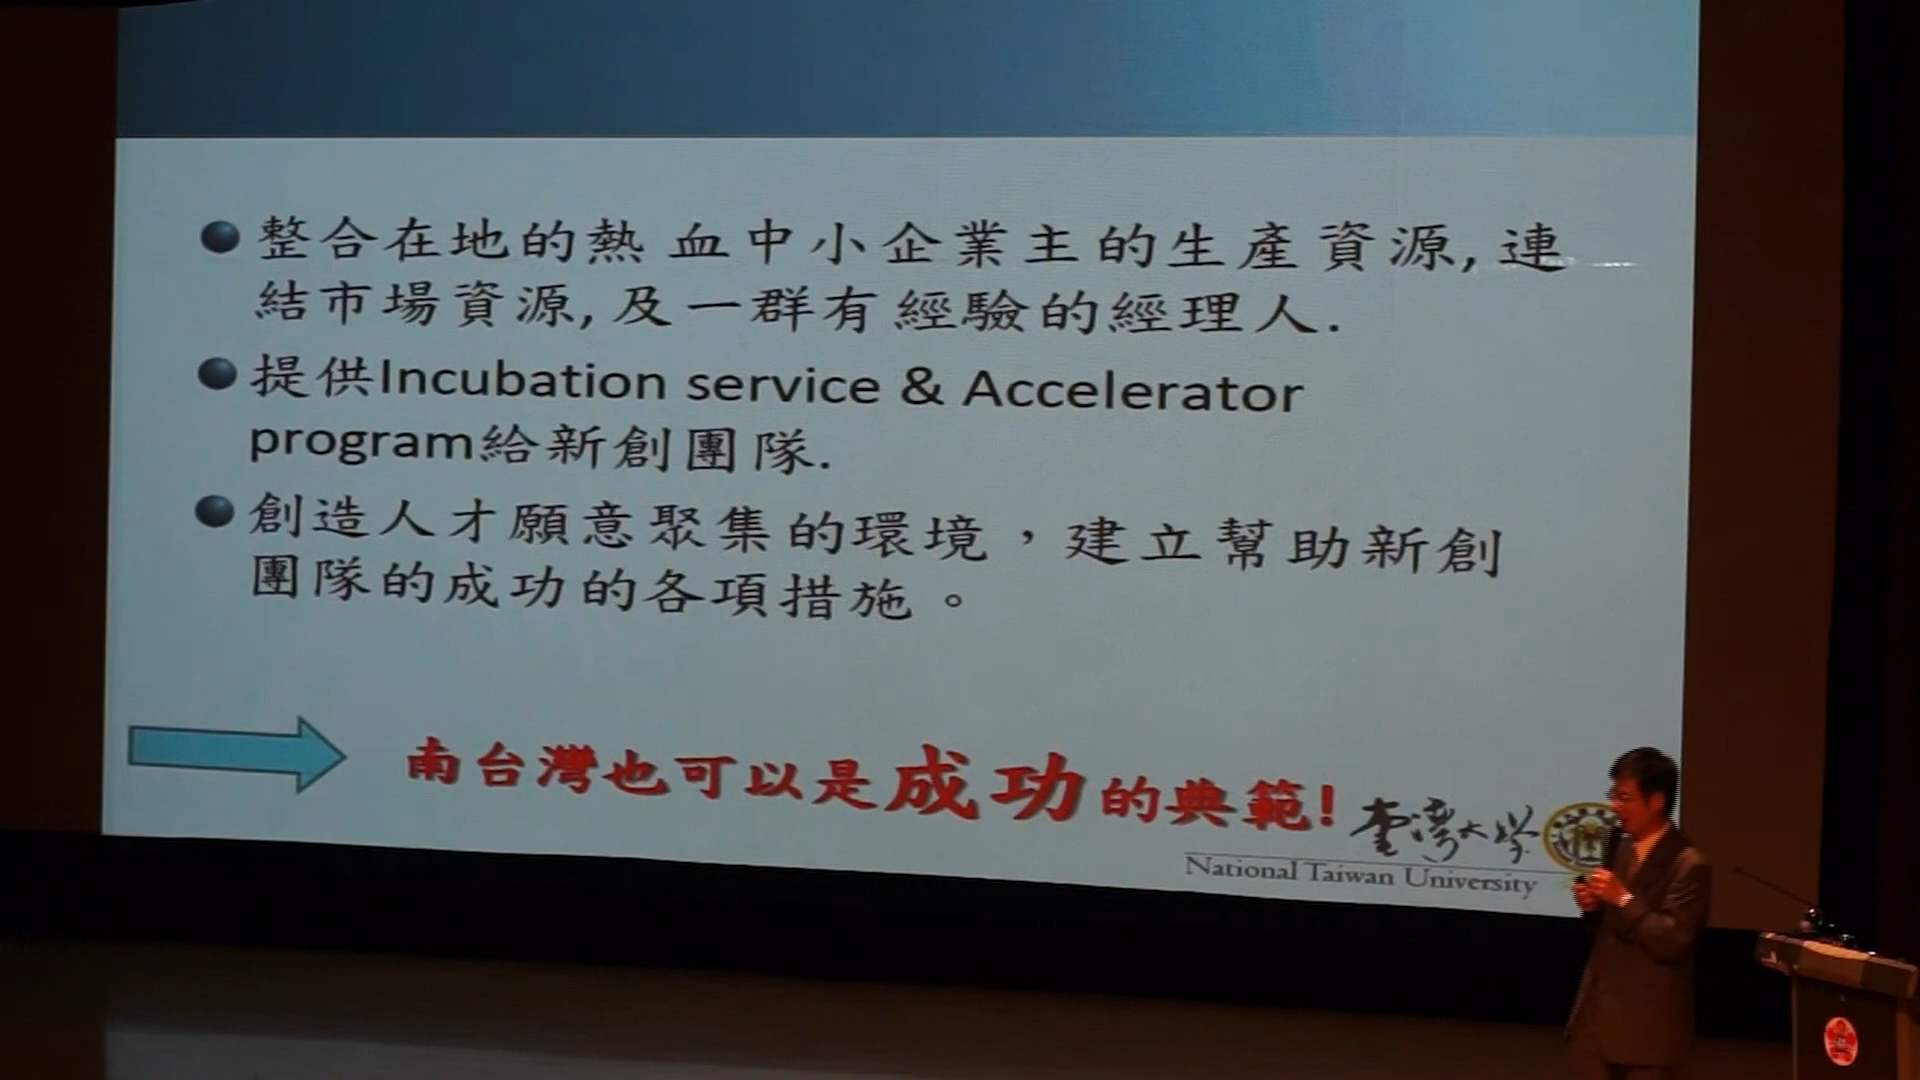 整合在地的熱血中小企業主的生產資源,連
結市場資源,及一群有經驗的經理人.
提供Incubation service & Accelerator
program給新創團隊.
創造人才願意聚集的環境，建立幫助新創
團隊的成功的各項措施。
南台灣也可以是成功的典範!
臺灣大學
National Taiwan University